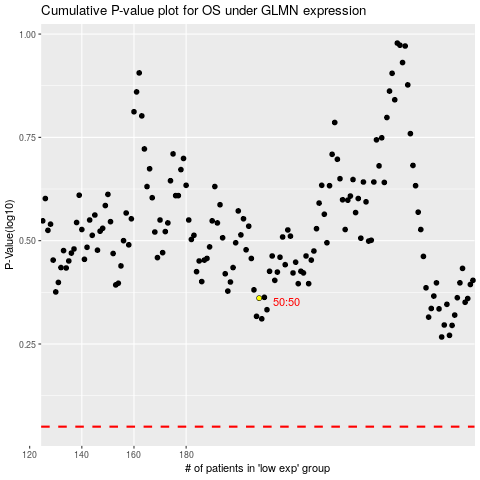 Cumulative P-value plot for OS under GLMN expression
P-Value(log10)
1.00
0.75
0.50
0.25
50:50
120 140 160 180
# of patients in 'low exp' group